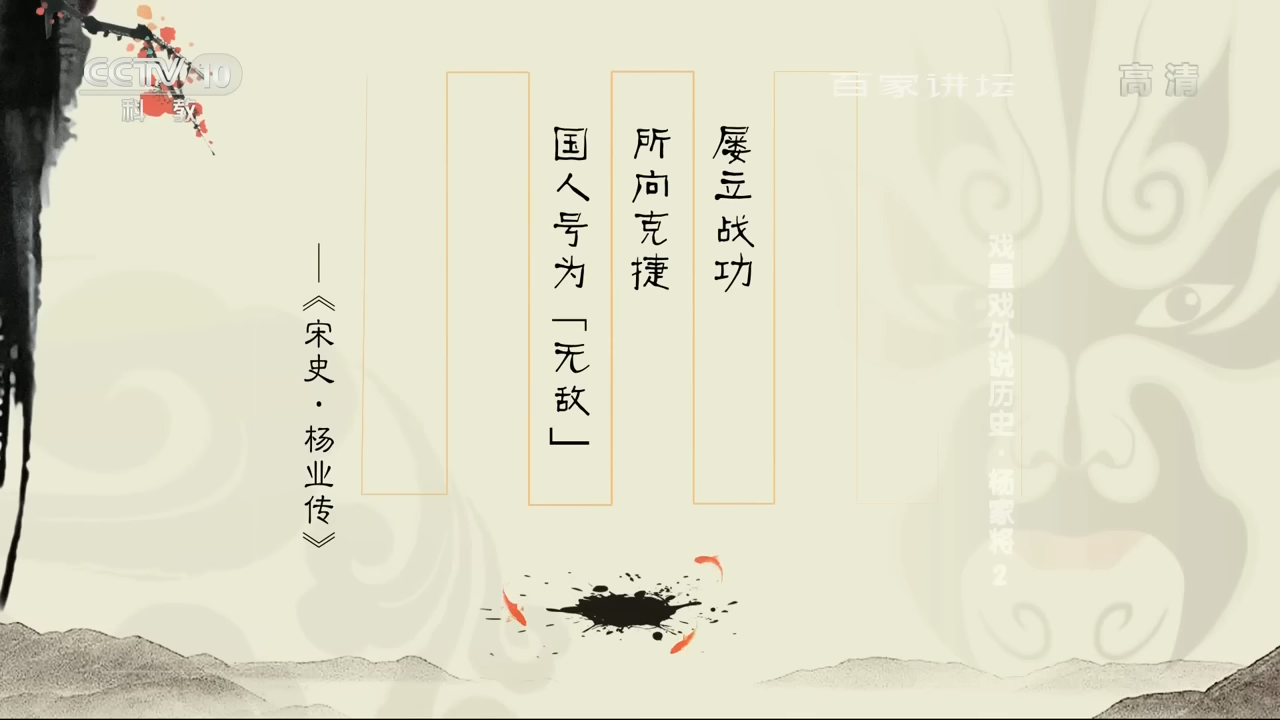 CCTV 10
科 教
百家讲坛
高清
屡立战功
所向克捷
国人号为「无敌」
——《宋史·杨业传》
戏里戏外说历史·杨家将 2